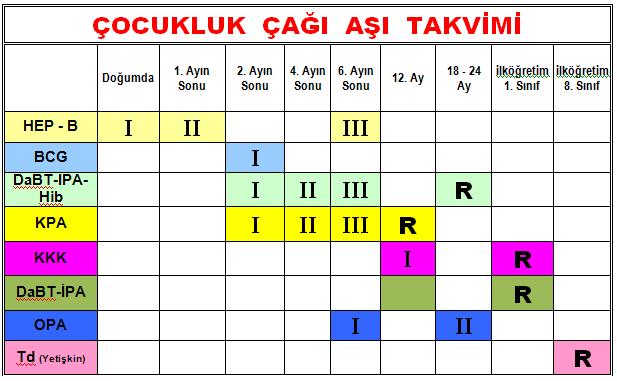 ÇOCUKLUK ÇAĞI AŞI TAKVİMİ
Doğumda 1. Ayın Sonu 2. Ayın Sonu 4. Ayın Sonu 6. Ayın Sonu 12. Ay 18 - 24 Ay ilköğretim 1. Sınıf ilköğretim 8. Sınıf
HEP - B I II III
BCG I
DaBT-IPA-Hib I II III R
KPA I II III R
KKK I R
DaBT-İPA R
OPA I II
Td (Yetişkin) R